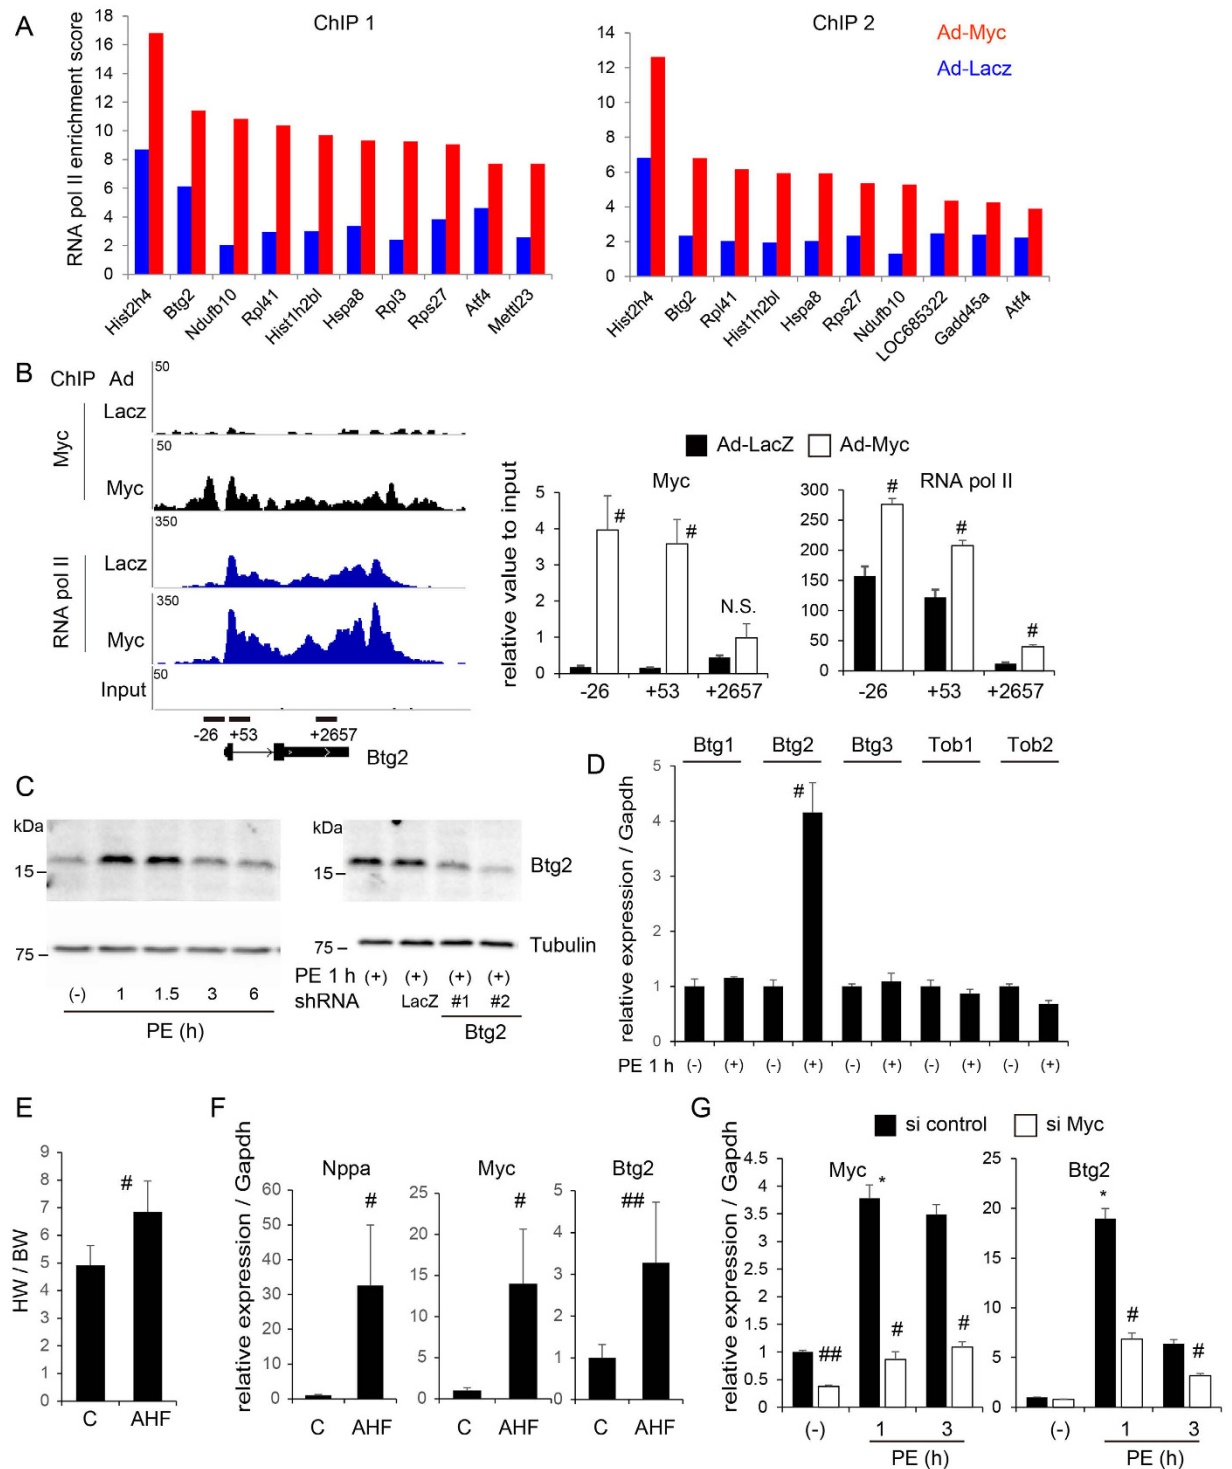 A
ChIP 1
ChIP 2
Ad-Myc
Ad-Lacz
RNA pol II enrichment score
18
16
14
12
10
8
6
4
2
0
Hist2h4
Btg2
Ndufb10
Rpl41
Hist1h2bl
Hspa8
Rpl3
Rps27
Atf4
Mettl23
14
12
10
8
6
4
2
0
Hist2h4
Btg2
Rpl41
Hist1h2bl
Hspa8
Rps27
Ndufb10
LOC685322
Gadd45a
Atf4
B
ChIP Ad
Myc
Lacz
50
Myc
50
RNA pol II
Lacz
350
Myc
350
Input
50
-26 +53 +2657
Btg2
Ad-LacZ Ad-Myc
Myc
relative value to input
5
4
3
2
1
0
#
#
N.S.
-26 +53 +2657
RNA pol II
300
250
200
150
100
50
0
#
#
#
-26 +53 +2657
C
kDa
15
75
(-) 1 1.5 3 6
PE (h)
kDa
15
75
Btg2
Tubulin
PE 1 h (+) (+) (+) (+)
shRNA LacZ #1 #2
Btg2
D
Btg1 Btg2 Btg3 Tob1 Tob2
relative expression / Gapdh
5
4
3
2
1
0
#
PE 1 h (-) (+) (-) (+) (-) (+) (-) (+) (-) (+)
E
HW / BW
9
8
7
6
5
4
3
2
1
0
#
C AHF
F
relative expression / Gapdh
Nppa
60
50
40
30
20
10
0
#
C AHF
Myc
25
20
15
10
5
0
#
C AHF
Btg2
5
4
3
2
1
0
##
C AHF
G
si control si Myc
relative expression / Gapdh
Myc
4.5
4
3.5
3
2.5
2
1.5
1
0.5
0
##
*
#
#
(-) 1 3
PE (h)
Btg2
25
20
15
10
5
0
*
#
#
(-) 1 3
PE (h)